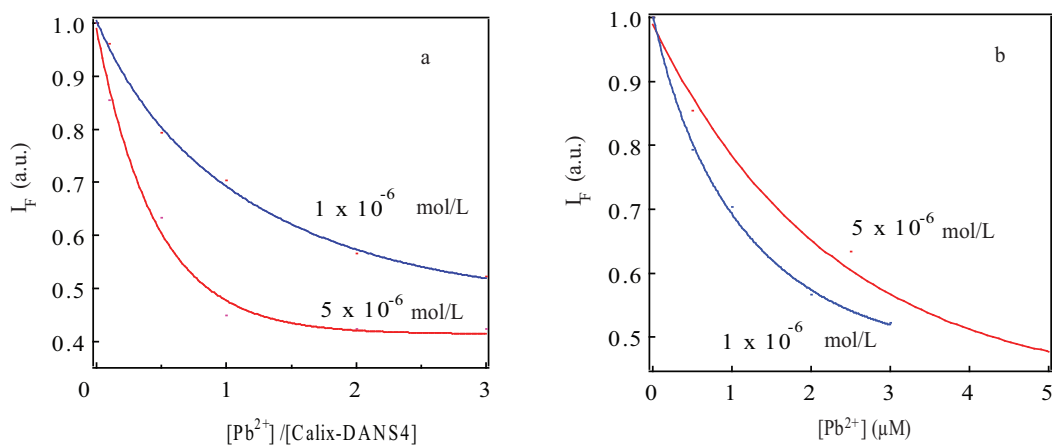 a
1.0
0.9
0.8
0.7
0.6
0.5
0.4
I_F (a.u.)
1 x 10^-6 mol/L
5 x 10^-6 mol/L
0
1
2
3
[Pb^2+] /[Calix-DANS4]
b
1.0
0.9
0.8
0.7
0.6
0.5
I_F (a.u.)
5 x 10^-6 mol/L
1 x 10^-6 mol/L
0
1
2
3
4
5
[Pb^2+] (µM)